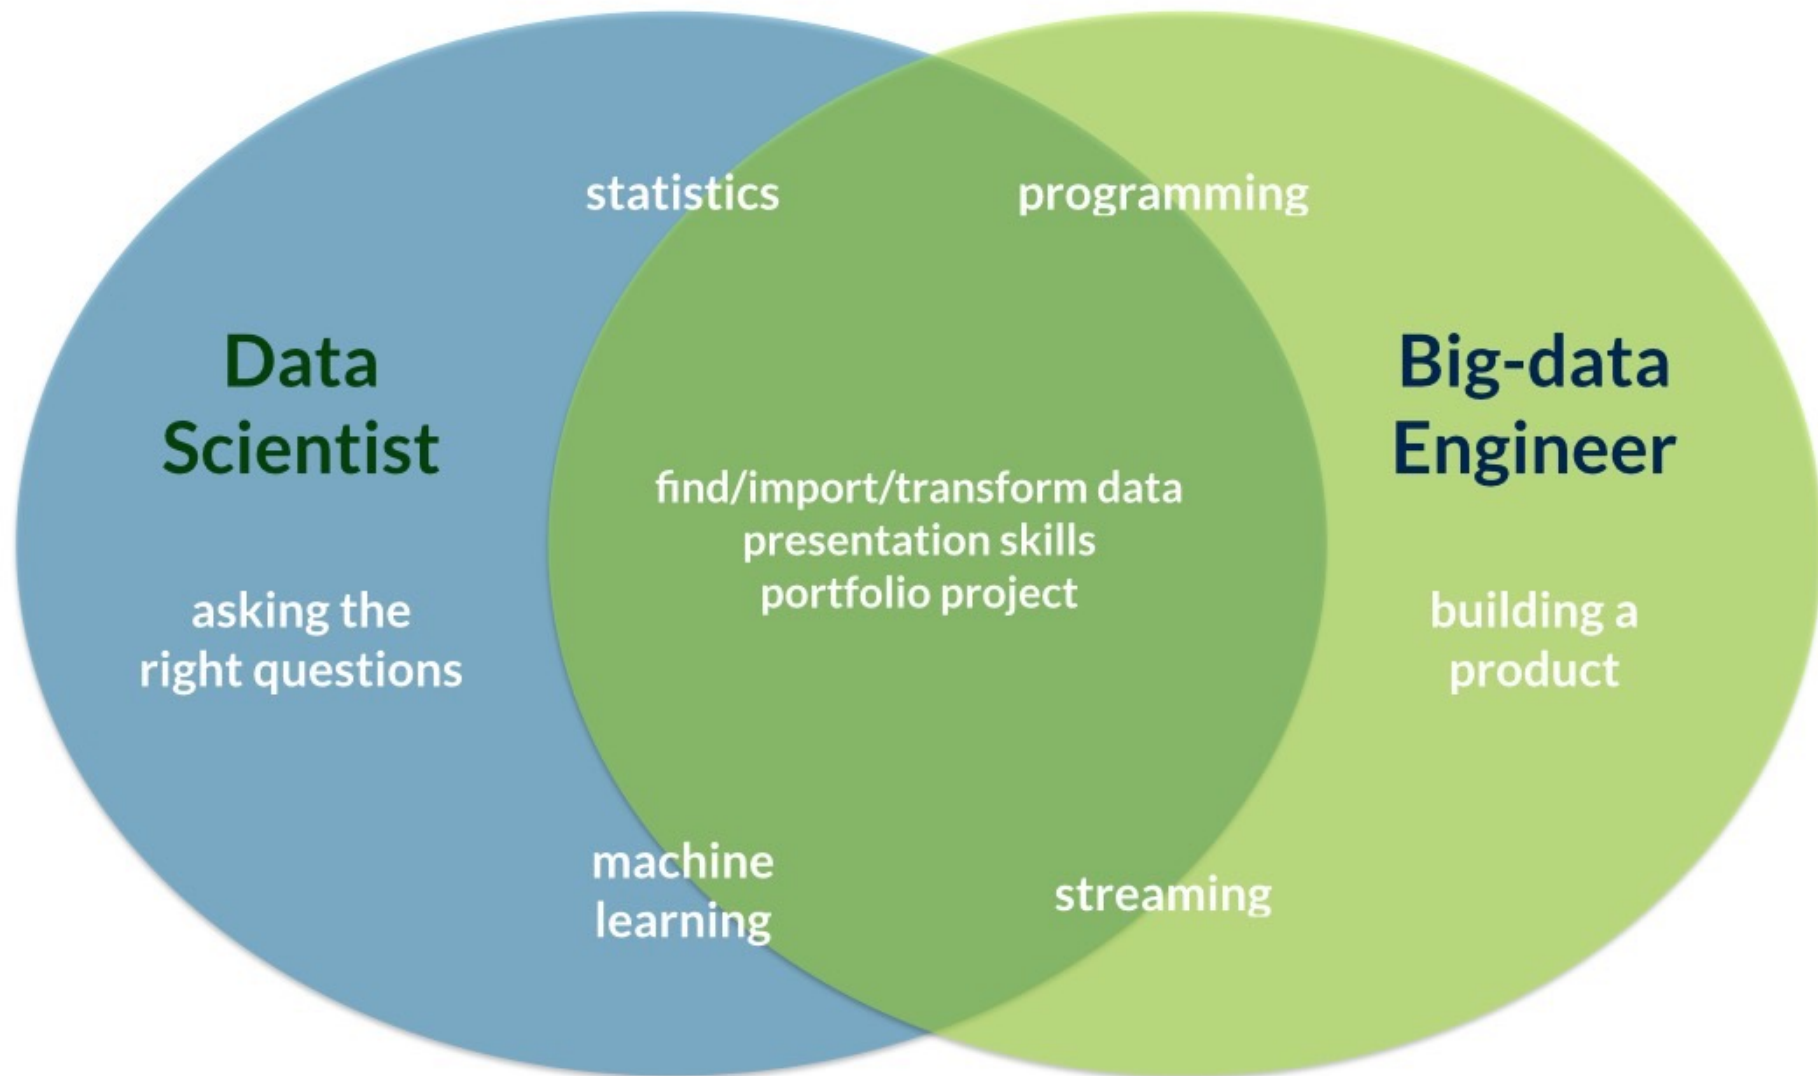 statistics
programming
Data
Scientist
Big-data
Engineer
find/import/transform data
presentation skills
portfolio project
asking the
right questions
building a
product
machine
learning
streaming